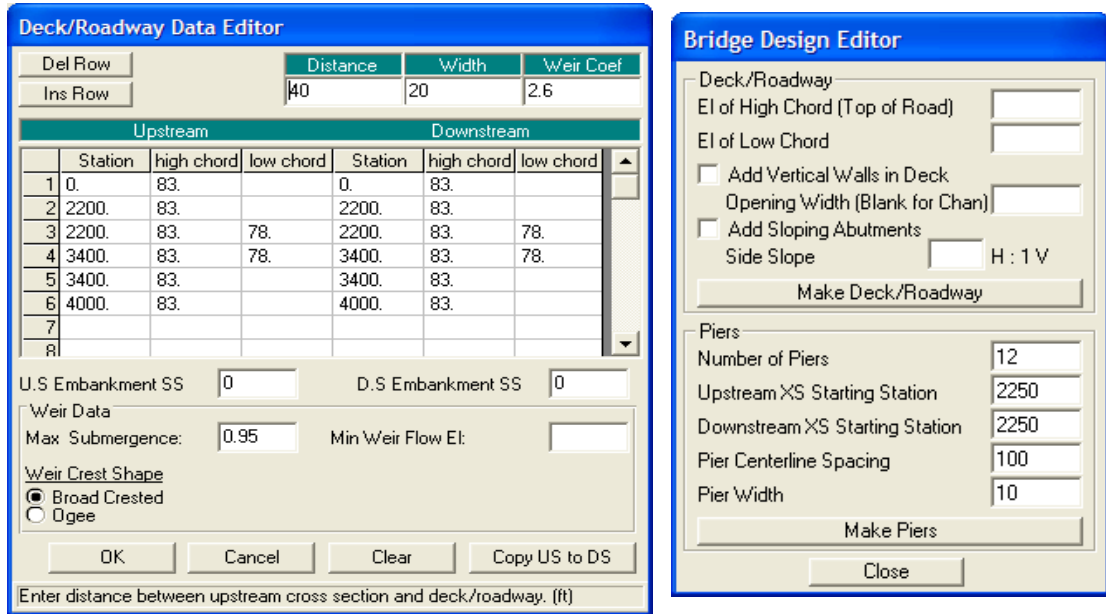 Deck/Roadway Data Editor
Del Row
Distance Width Weir Coef
Ins Row
40 20 2.6
Upstream Downstream
Station high chord low chord Station high chord low chord
1 0. 83. 0. 83.
2 2200. 83. 2200. 83.
3 2200. 83. 78. 2200. 83. 78.
4 3400. 83. 78. 3400. 83. 78.
5 3400. 83. 3400. 83.
6 4000. 83. 4000. 83.
7
8
U.S Embankment SS 0 D.S Embankment SS 0
Weir Data
Max Submergence: 0.95 Min Weir Flow El:
Weir Crest Shape
Broad Crested
Ogee
OK Cancel Clear Copy US to DS
Enter distance between upstream cross section and deck/roadway. (ft)
Bridge Design Editor
Deck/Roadway
El of High Chord (Top of Road)
El of Low Chord
Add Vertical Walls in Deck
Opening Width (Blank for Chan)
Add Sloping Abutments
Side Slope H : 1 V
Make Deck/Roadway
Piers
Number of Piers 12
Upstream XS Starting Station 2250
Downstream XS Starting Station 2250
Pier Centerline Spacing 100
Pier Width 10
Make Piers
Close